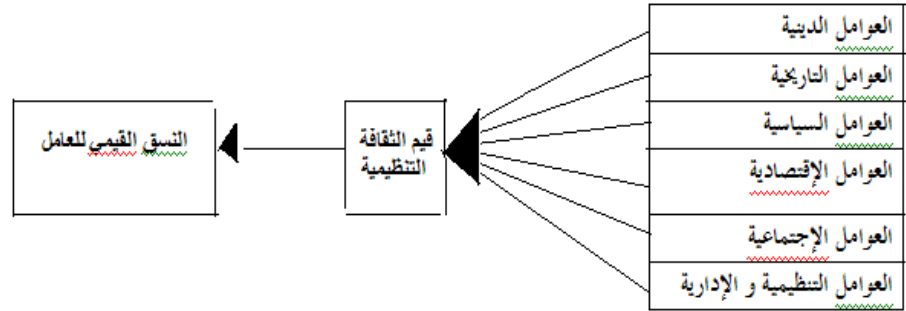 العوامل الدينية
العوامل التاريخية
العوامل السياسية
العوامل الإقتصادية
العوامل الإجتماعية
العوامل التنظيمية و الإدارية
قيم الثقافة
التنظيمية
النسق القيمي للعامل